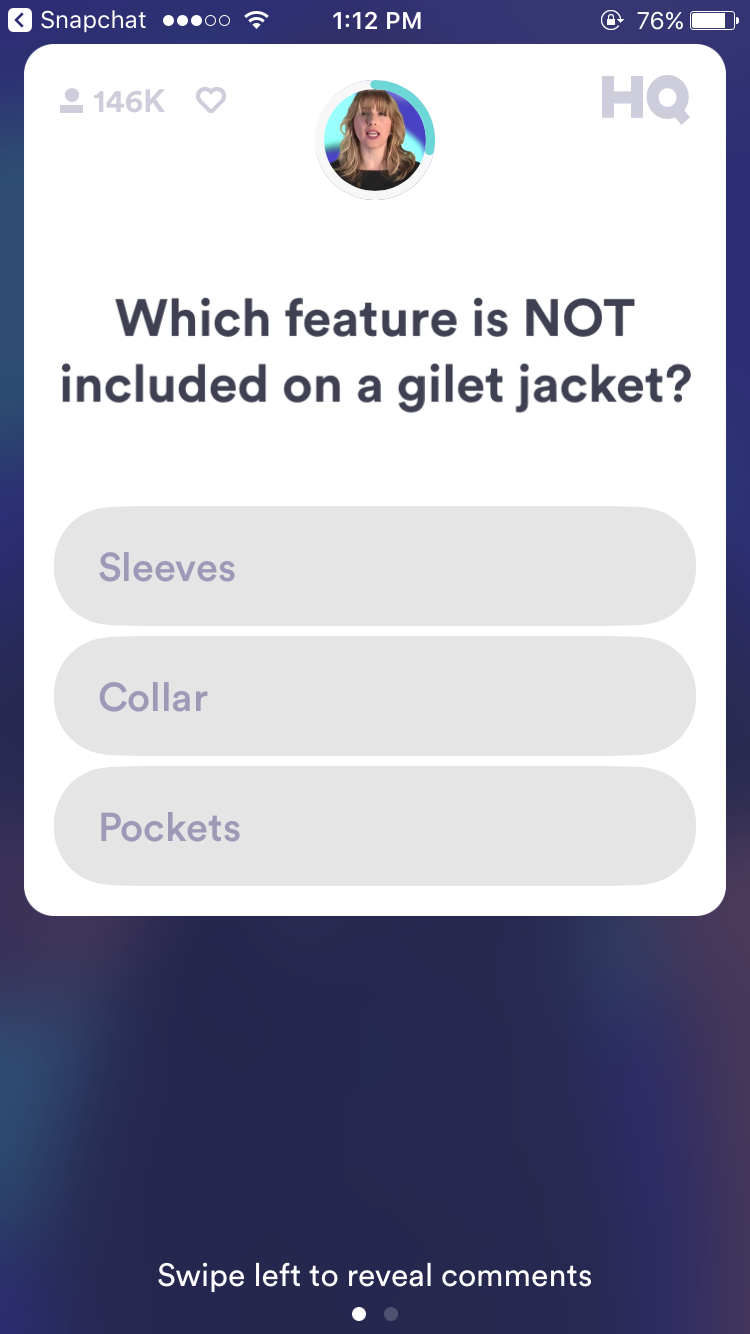 Snapchat 1:12 PM 76%
146K HQ
Which feature is NOT
included on a gilet jacket?
Sleeves
Collar
Pockets
Swipe left to reveal comments